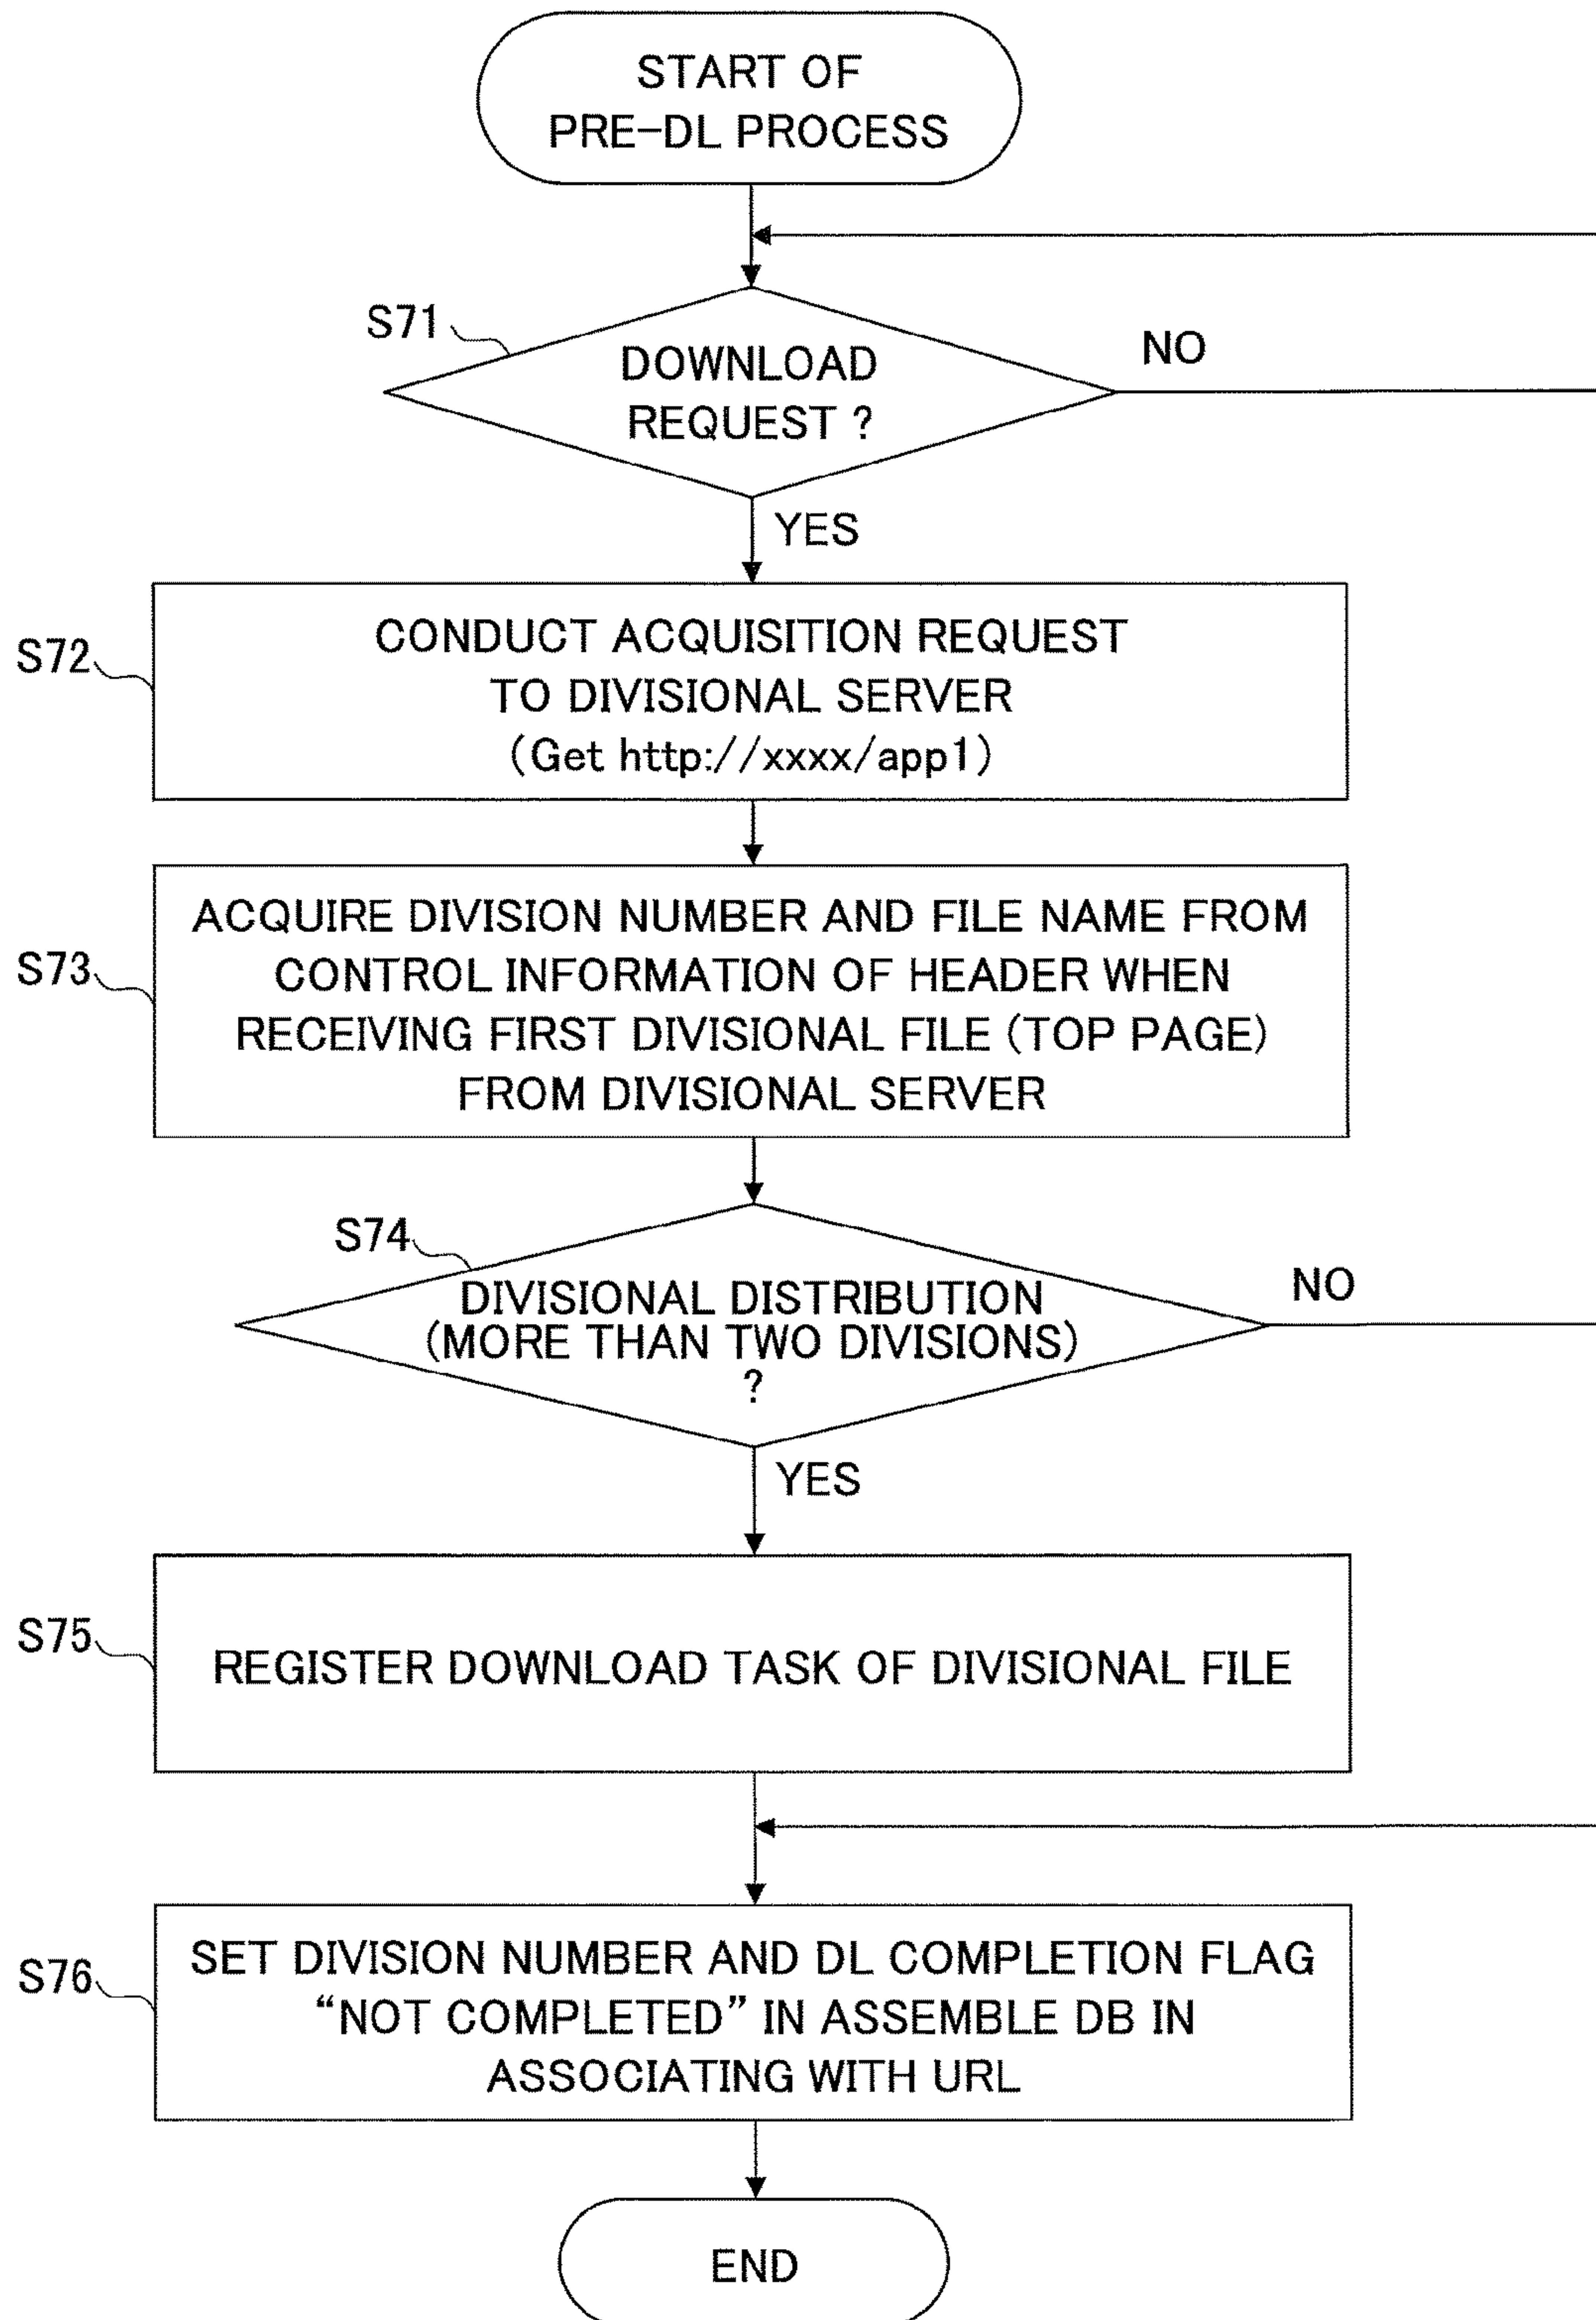 START OF
PRE-DL PROCESS
S71
DOWNLOAD
REQUEST ?
NO
YES
S72
CONDUCT ACQUISITION REQUEST
TO DIVISIONAL SERVER
(Get http://xxxx/app1)
S73
ACQUIRE DIVISION NUMBER AND FILE NAME FROM
CONTROL INFORMATION OF HEADER WHEN
RECEIVING FIRST DIVISIONAL FILE (TOP PAGE)
FROM DIVISIONAL SERVER
S74
DIVISIONAL DISTRIBUTION
(MORE THAN TWO DIVISIONS)
?
NO
YES
S75
REGISTER DOWNLOAD TASK OF DIVISIONAL FILE
S76
SET DIVISION NUMBER AND DL COMPLETION FLAG
“NOT COMPLETED” IN ASSEMBLE DB IN
ASSOCIATING WITH URL
END